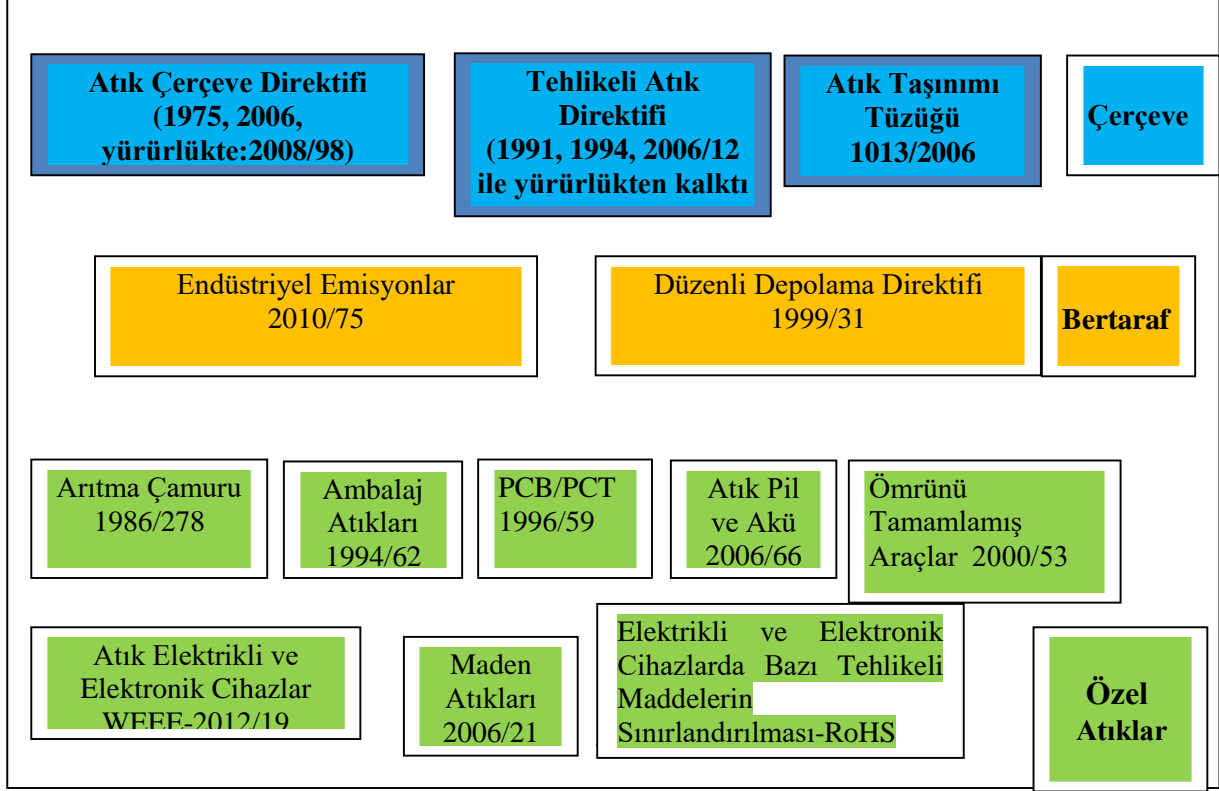 Atık Çerçeve Direktifi
(1975, 2006,
yürürlükte:2008/98)
Tehlikeli Atık
Direktifi
(1991, 1994, 2006/12
ile yürürlükten kalktı
Atık Taşınımı
Tüzüğü
1013/2006
Çerçeve
Endüstriyel Emisyonlar
2010/75
Düzenli Depolama Direktifi
1999/31
Bertaraf
Arıtma Çamuru
1986/278
Ambalaj
Atıkları
1994/62
PCB/PCT
1996/59
Atık Pil
ve Akü
2006/66
Ömrünü
Tamamlamış
Araçlar 2000/53
Atık Elektrikli ve
Elektronik Cihazlar
WEEE-2012/19
Maden
Atıkları
2006/21
Elektrikli ve Elektronik
Cihazlarda Bazı Tehlikeli
Maddelerin
Sınırlandırılması-RoHS
Özel
Atıklar